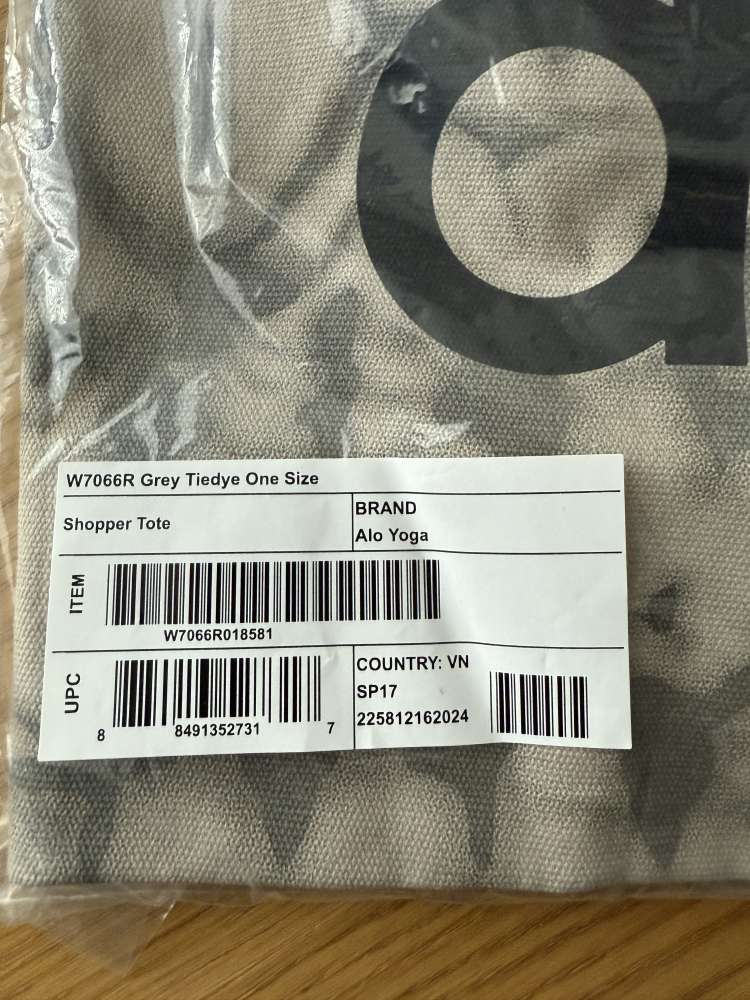 a
W7066R Grey Tiedye One Size
Shopper Tote
BRAND
Alo Yoga
ITEM
W7066R018581
UPC
8 8491352731 7
COUNTRY: VN
SP17
225812162024